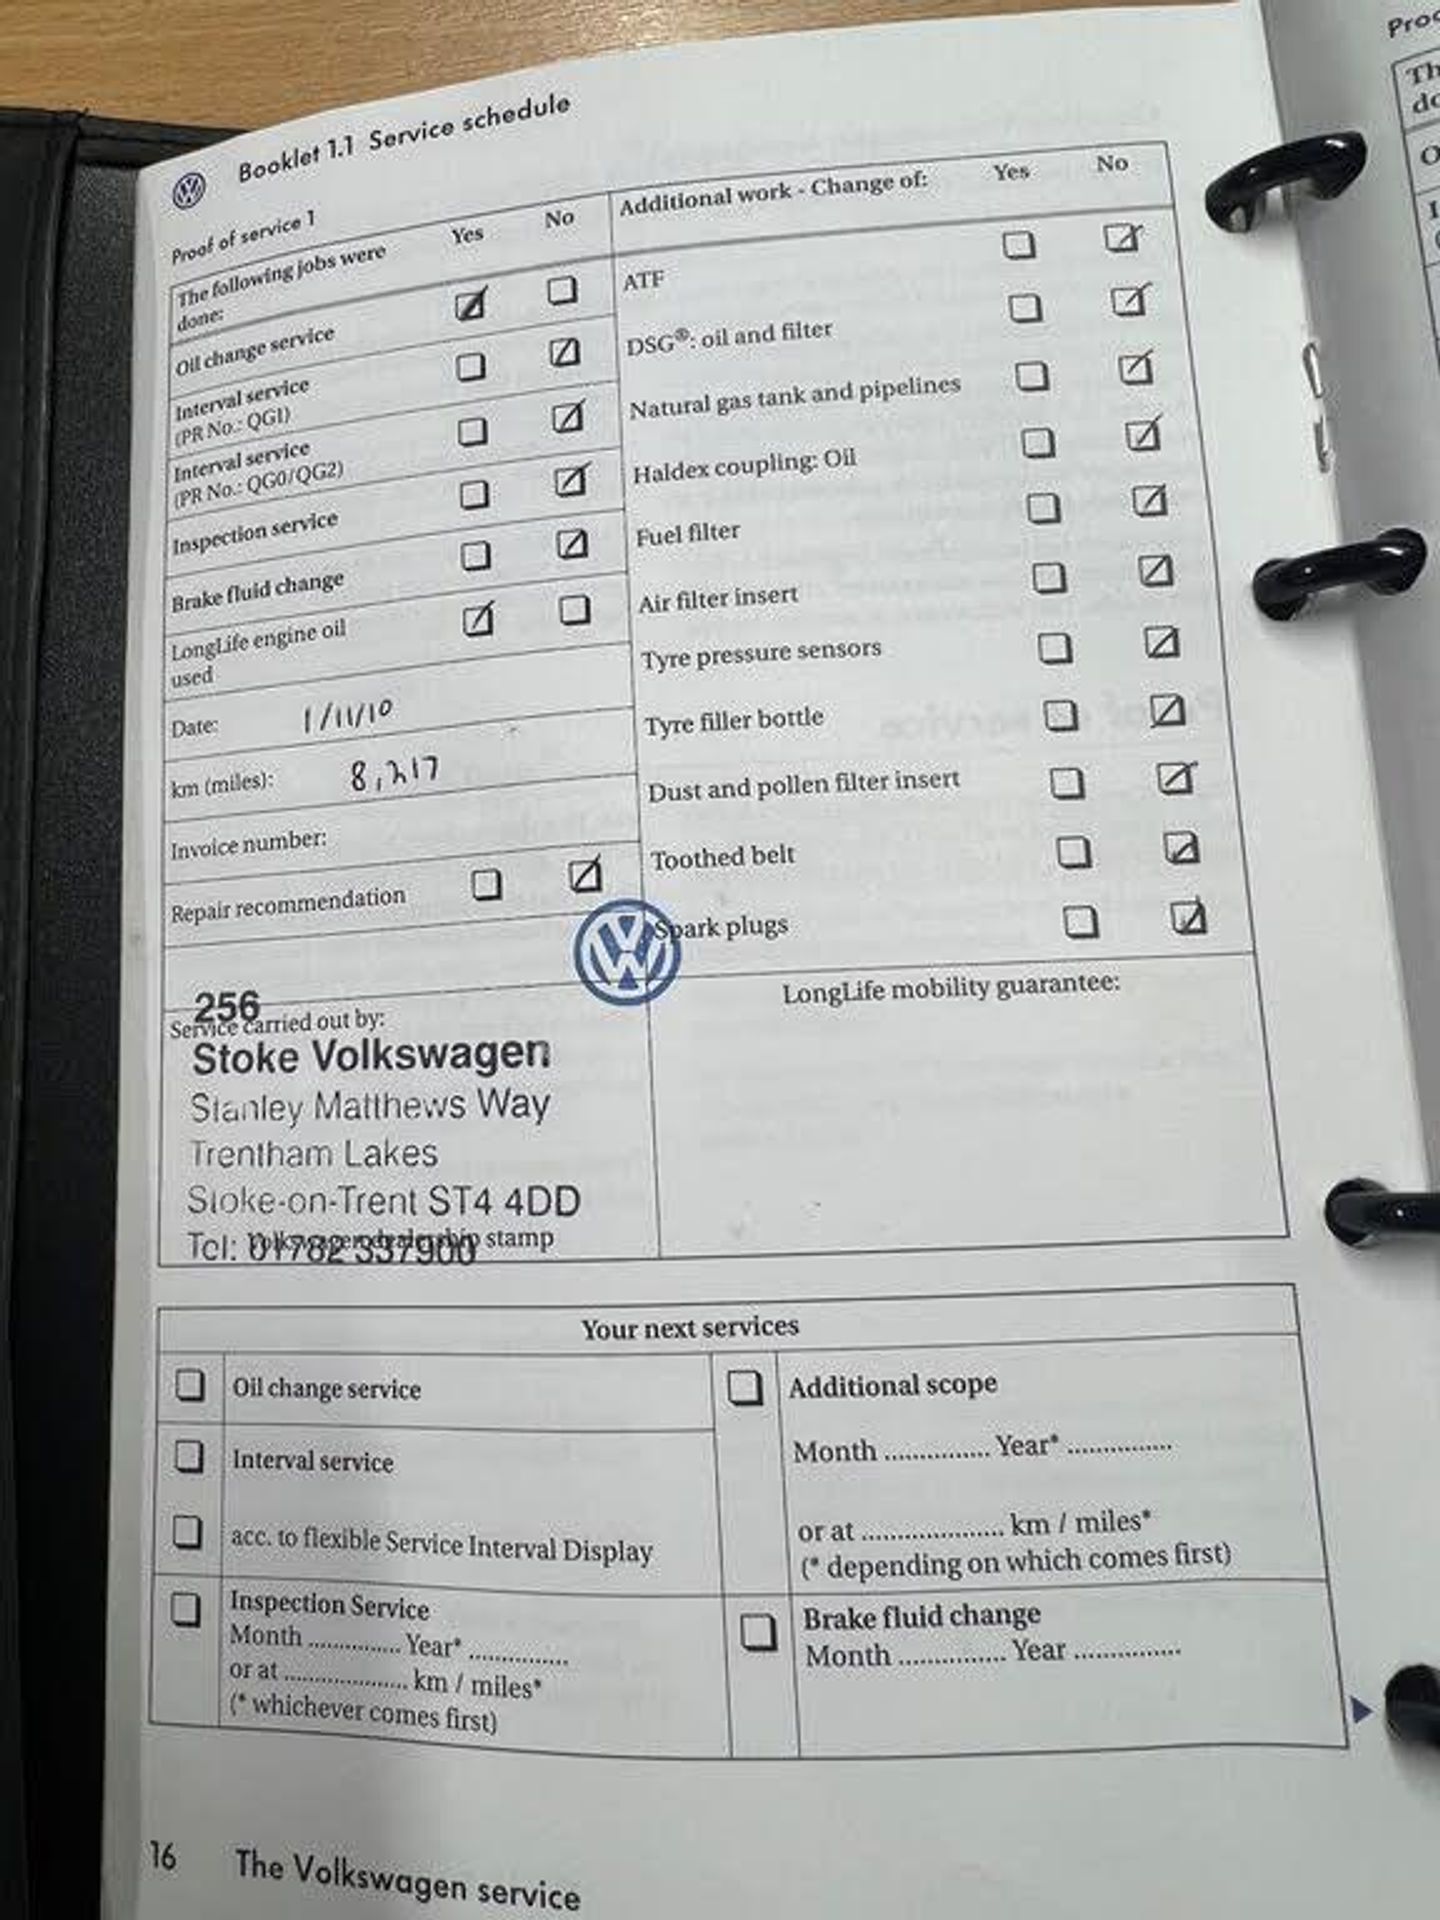 Booklet 1.1 Service schedule
Proof of service 1
The following jobs were done:
Yes No
Oil change service
Interval service
(PR No.: QG1)
Interval service
(PR No.: QG0/QG2)
Inspection service
Brake fluid change
LongLife engine oil
used
Date: 1/11/10
km (miles): 8,217
Invoice number:
Repair recommendation
256
Service carried out by:
Stoke Volkswagen
Stanley Matthews Way
Trentham Lakes
Stoke-on-Trent ST4 4DD
Tel: 01782 337900
Volkswagen dealership stamp
Additional work - Change of: Yes No
ATF
DSG®: oil and filter
Natural gas tank and pipelines
Haldex coupling: Oil
Fuel filter
Air filter insert
Tyre pressure sensors
Tyre filler bottle
Dust and pollen filter insert
Toothed belt
Spark plugs
LongLife mobility guarantee:
Your next services
Oil change service
Interval service
acc. to flexible Service Interval Display
Inspection Service
Month ............... Year* ................
or at .................... km / miles*
(* whichever comes first)
Additional scope
Month ................ Year* ................
or at ..................... km / miles*
(* depending on which comes first)
Brake fluid change
Month ................ Year ................
16 The Volkswagen service